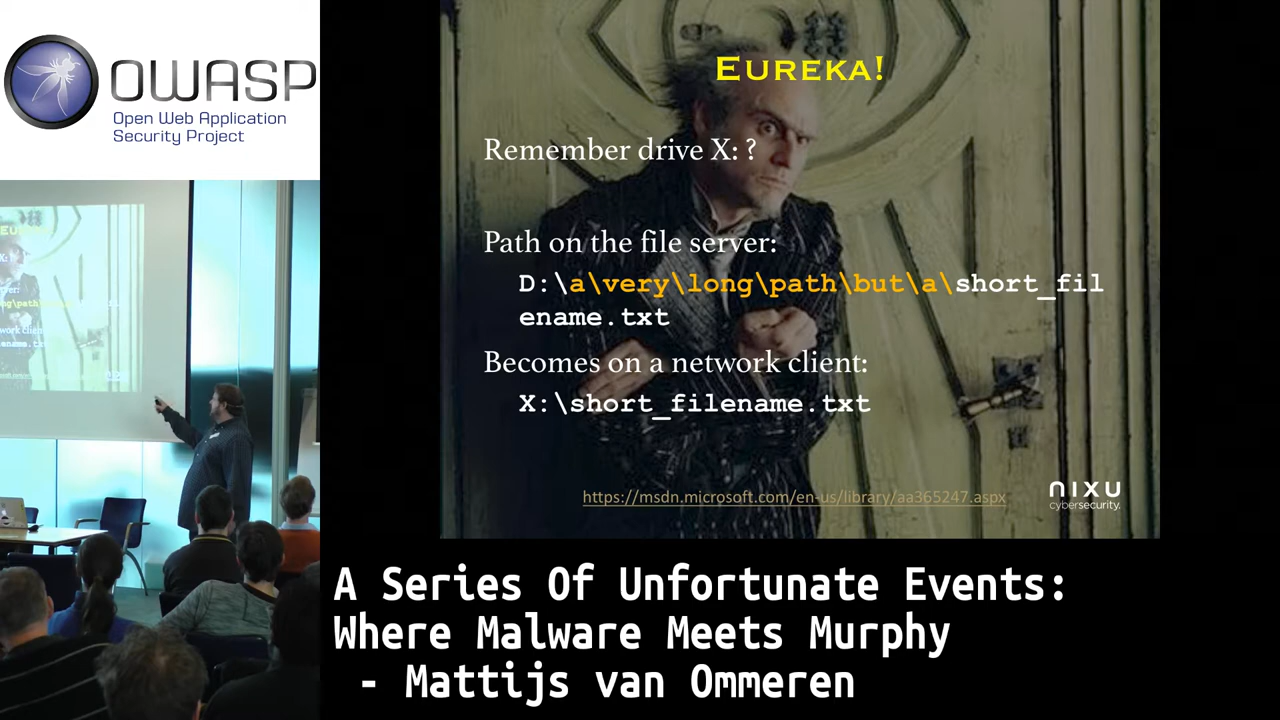 OWASP
Open Web Application
Security Project
EUREKA!
Remember drive X: ?
Path on the file server:
D:\a\very\long\path\but\a\short_fil
ename.txt
Becomes on a network client:
X:\short_filename.txt
https://msdn.microsoft.com/en-us/library/aa365247.aspx
nixu
cybersecurity.
A Series Of Unfortunate Events:
Where Malware Meets Murphy
- Mattijs van Ommeren